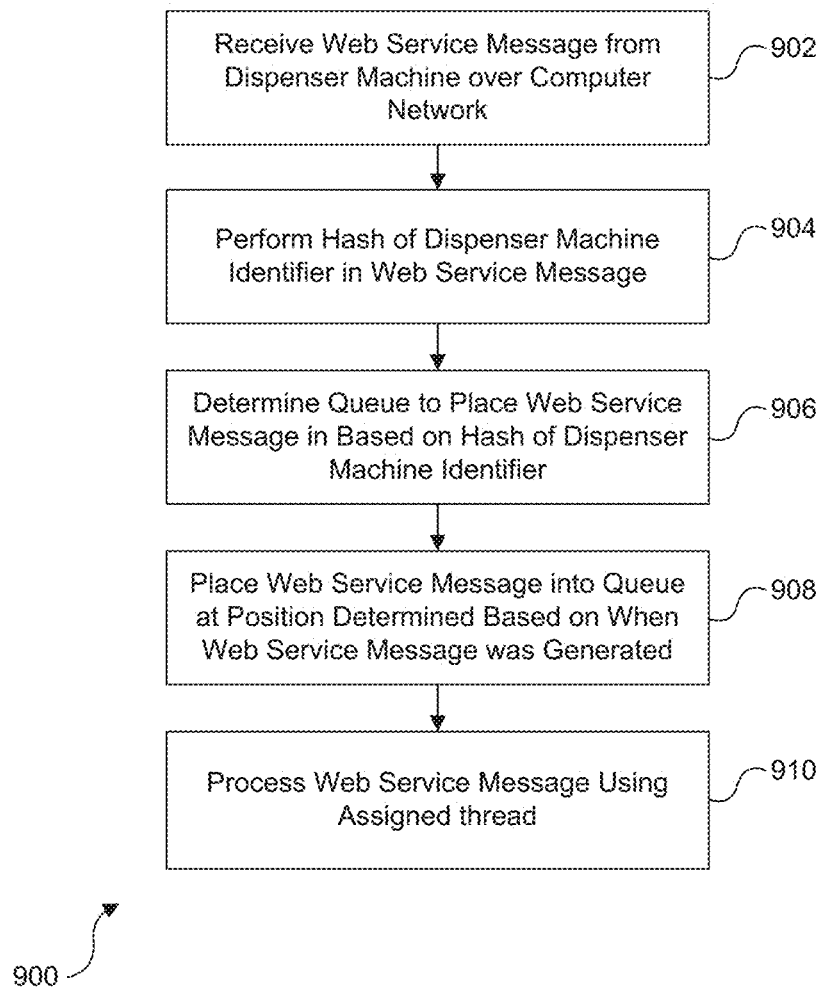 Receive Web Service Message from
Dispenser Machine over Computer
Network
902
Perform Hash of Dispenser Machine
Identifier in Web Service Message
904
Determine Queue to Place Web Service
Message in Based on Hash of Dispenser
Machine Identifier
906
Place Web Service Message into Queue
at Position Determined Based on When
Web Service Message was Generated
908
Process Web Service Message Using
Assigned thread
910
900